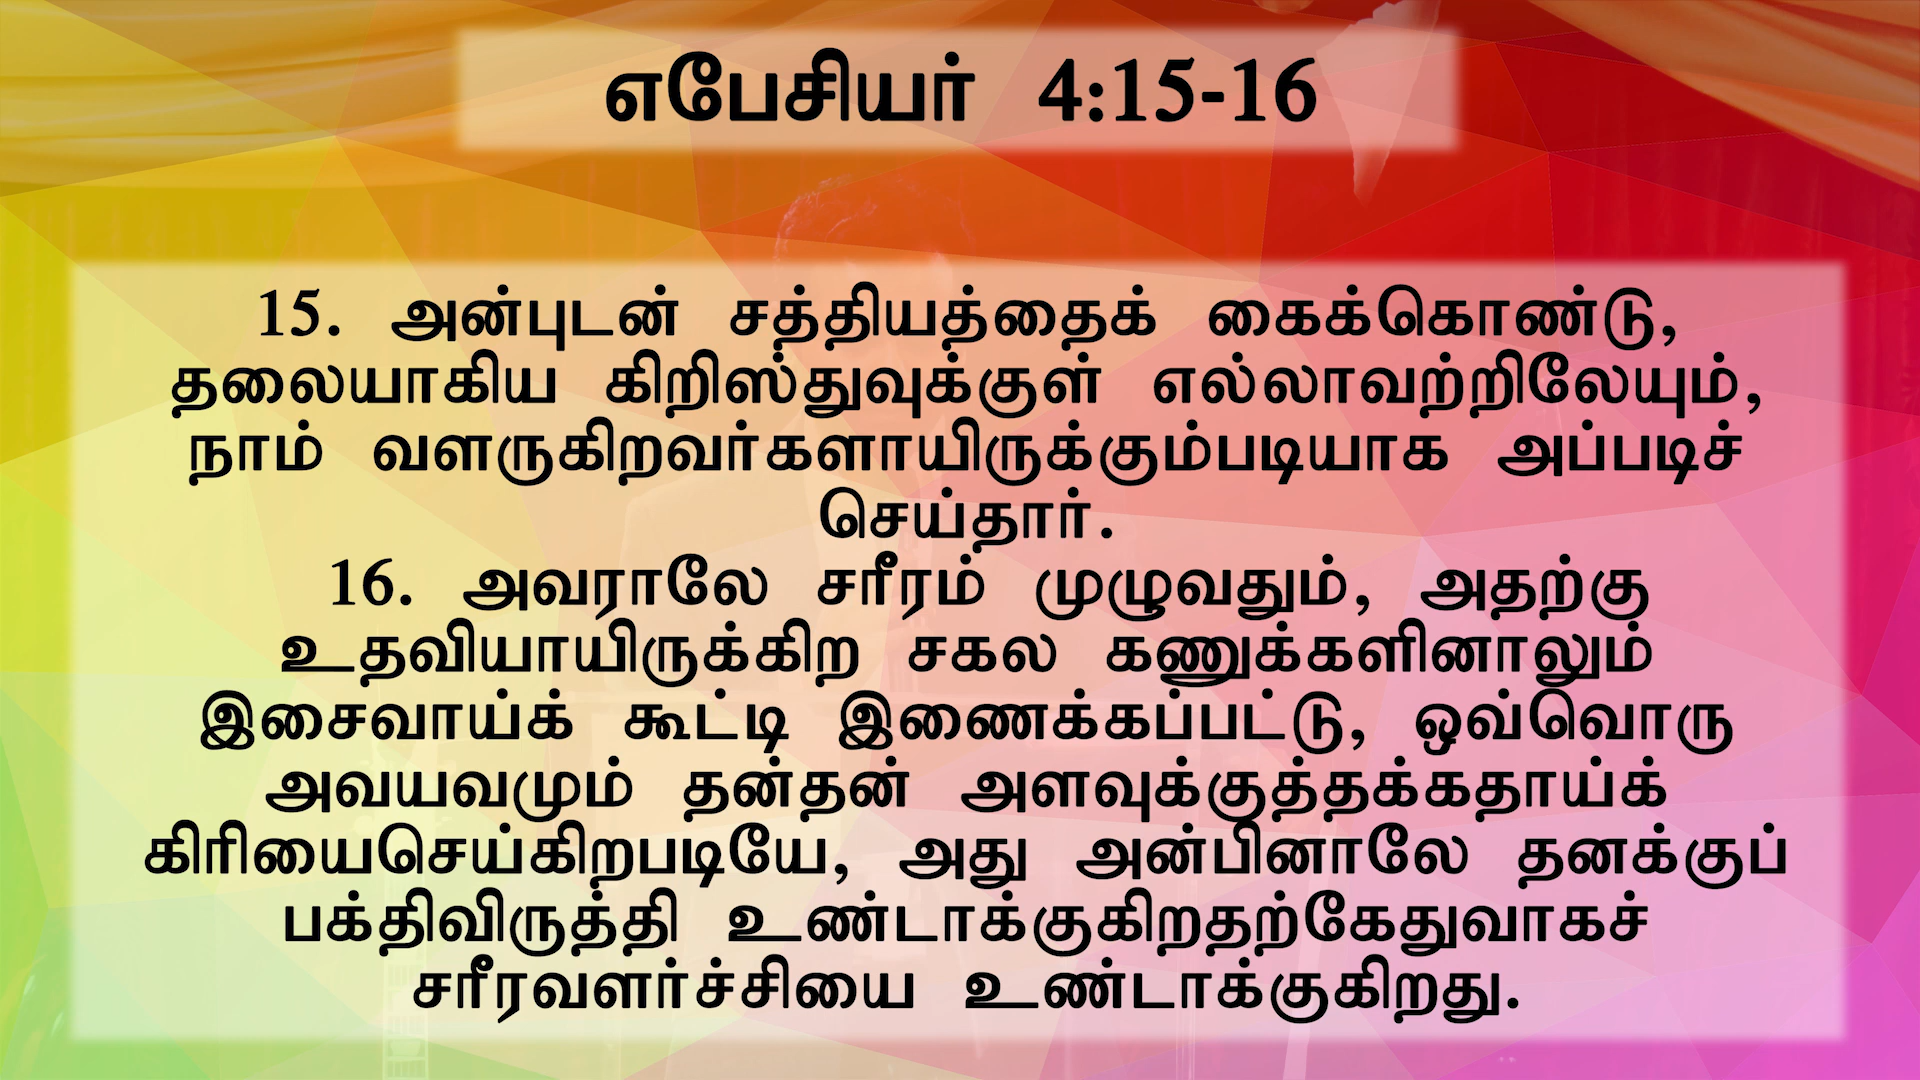 எபேசியர் 4:15-16
15. அன்புடன் சத்தியத்தைக் கைக்கொண்டு,
தலையாகிய கிறிஸ்துவுக்குள் எல்லாவற்றிலேயும்,
நாம் வளருகிறவர்களாயிருக்கும்படியாக அப்படிச்
செய்தார்.
16. அவராலே சரீரம் முழுவதும், அதற்கு
உதவியாயிருக்கிற சகல கணுக்களினாலும்
இசைவாய்க் கூட்டி இணைக்கப்பட்டு, ஒவ்வொரு
அவயவமும் தன்தன் அளவுக்குத்தக்கதாய்க்
கிரியைசெய்கிறபடியே, அது அன்பினாலே தனக்குப்
பக்திவிருத்தி உண்டாக்குகிறதற்கேதுவாகச்
சரீரவளர்ச்சியை உண்டாக்குகிறது.